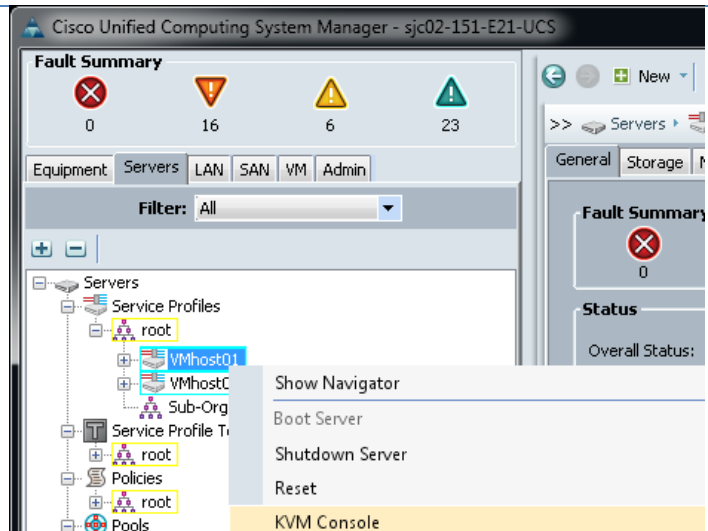 Cisco Unified Computing System Manager - sjc02-151-E21-UCS
Fault Summary
0 16 6 23
New
>> Servers
Equipment Servers LAN SAN VM Admin
General Storage
Filter: All
Fault Summary
0
Servers
Service Profiles
root
VMhost01
VMhost
Sub-Org
Service Profile T
root
Policies
root
Pools
Status
Overall Status:
Show Navigator
Boot Server
Shutdown Server
Reset
KVM Console